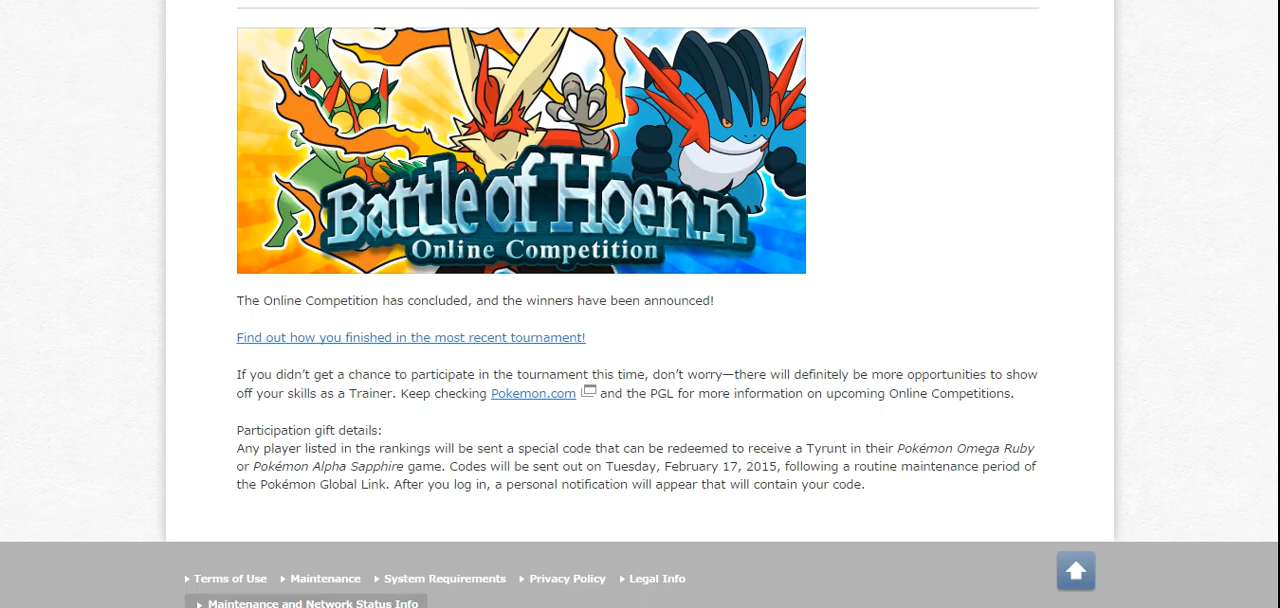 Battle of Hoenn
Online Competition
The Online Competition has concluded, and the winners have been announced!
Find out how you finished in the most recent tournament!
If you didn’t get a chance to participate in the tournament this time, don’t worry—there will definitely be more opportunities to show
off your skills as a Trainer. Keep checking Pokemon.com and the PGL for more information on upcoming Online Competitions.
Participation gift details:
Any player listed in the rankings will be sent a special code that can be redeemed to receive a Tyrunt in their Pokémon Omega Ruby
or Pokémon Alpha Sapphire game. Codes will be sent out on Tuesday, February 17, 2015, following a routine maintenance period of
the Pokémon Global Link. After you log in, a personal notification will appear that will contain your code.
Terms of Use Maintenance System Requirements Privacy Policy Legal Info
Maintenance and Network Status Info